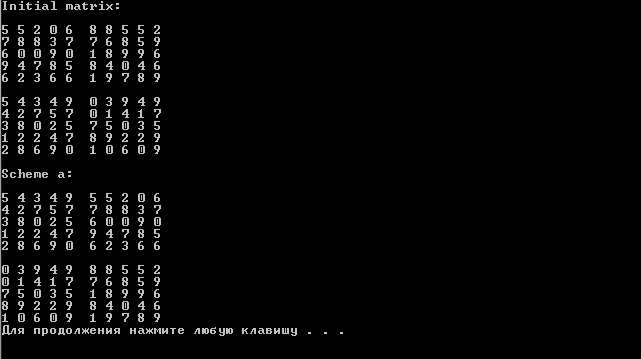 Initial matrix:
5 5 2 0 6  8 8 5 5 2
7 8 8 3 7  7 6 8 5 9
6 0 0 9 0  1 8 9 9 6
9 4 7 8 5  8 4 0 4 6
6 2 3 6 6  1 9 7 8 9
5 4 3 4 9  0 3 9 4 9
4 2 7 5 7  0 1 4 1 7
3 8 0 2 5  7 5 0 3 5
1 2 2 4 7  8 9 2 2 9
2 8 6 9 0  1 0 6 0 9
Scheme a:
5 4 3 4 9  5 5 2 0 6
4 2 7 5 7  7 8 8 3 7
3 8 0 2 5  6 0 0 9 0
1 2 2 4 7  9 4 7 8 5
2 8 6 9 0  6 2 3 6 6
0 3 9 4 9  8 8 5 5 2
0 1 4 1 7  7 6 8 5 9
7 5 0 3 5  1 8 9 9 6
8 9 2 2 9  8 4 0 4 6
1 0 6 0 9  1 9 7 8 9
Для продолжения нажмите любую клавишу . . .